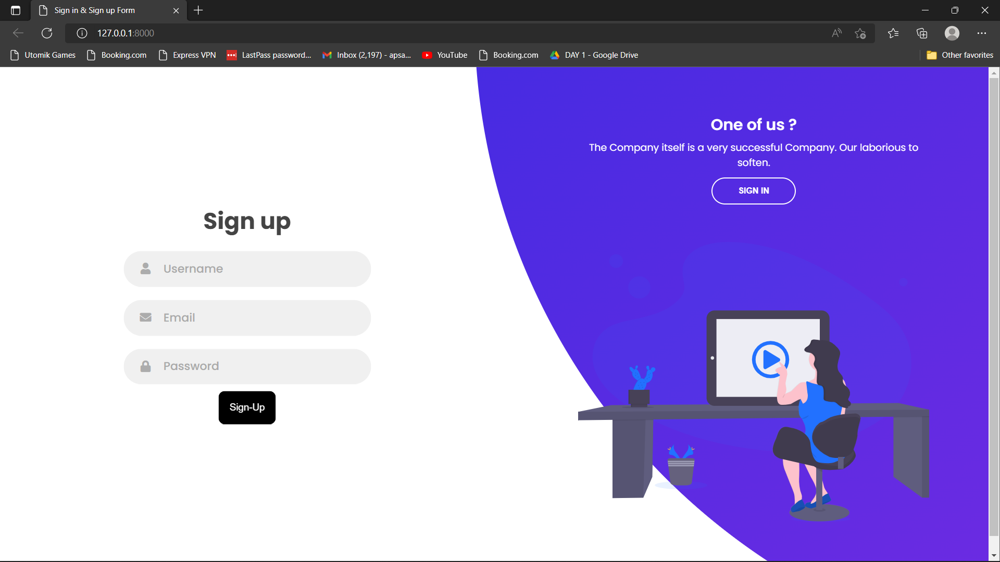 Sign in & Sign up Form
127.0.0.1:8000
Utomik Games
Booking.com
Express VPN
LastPass password...
Inbox (2,197) - apsa...
YouTube
Booking.com
DAY 1 - Google Drive
Other favorites
One of us ?
The Company itself is a very successful Company. Our laborious to
soften.
SIGN IN
Sign up
Username
Email
Password
Sign-Up